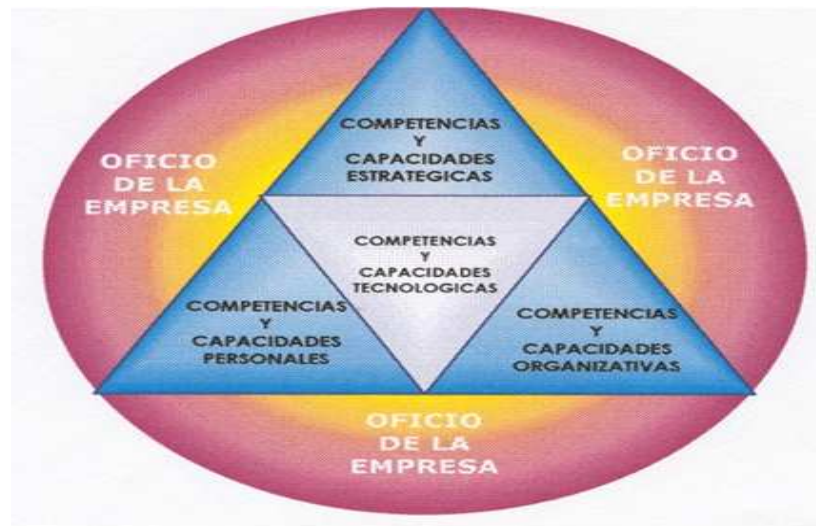 COMPETENCIAS
Y
CAPACIDADES
ESTRATEGICAS
OFICIO
DE LA
EMPRESA
OFICIO
DE LA
EMPRESA
COMPETENCIAS
Y
CAPACIDADES
TECNOLOGICAS
COMPETENCIAS
Y
CAPACIDADES
PERSONALES
COMPETENCIAS
Y
CAPACIDADES
ORGANIZATIVAS
OFICIO
DE LA
EMPRESA